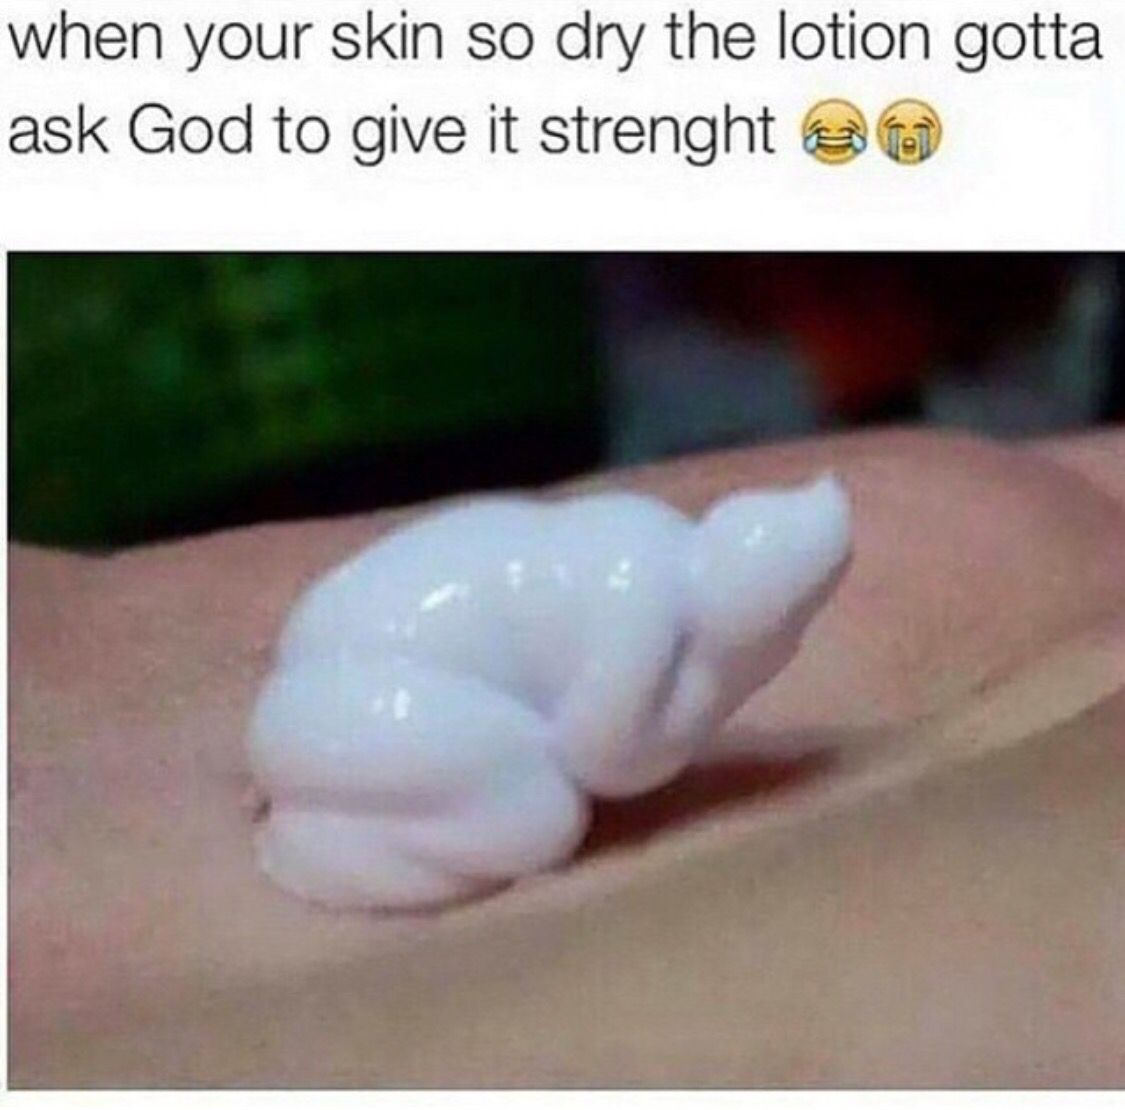 when your skin so dry the lotion gotta
ask God to give it strenght 😂😭